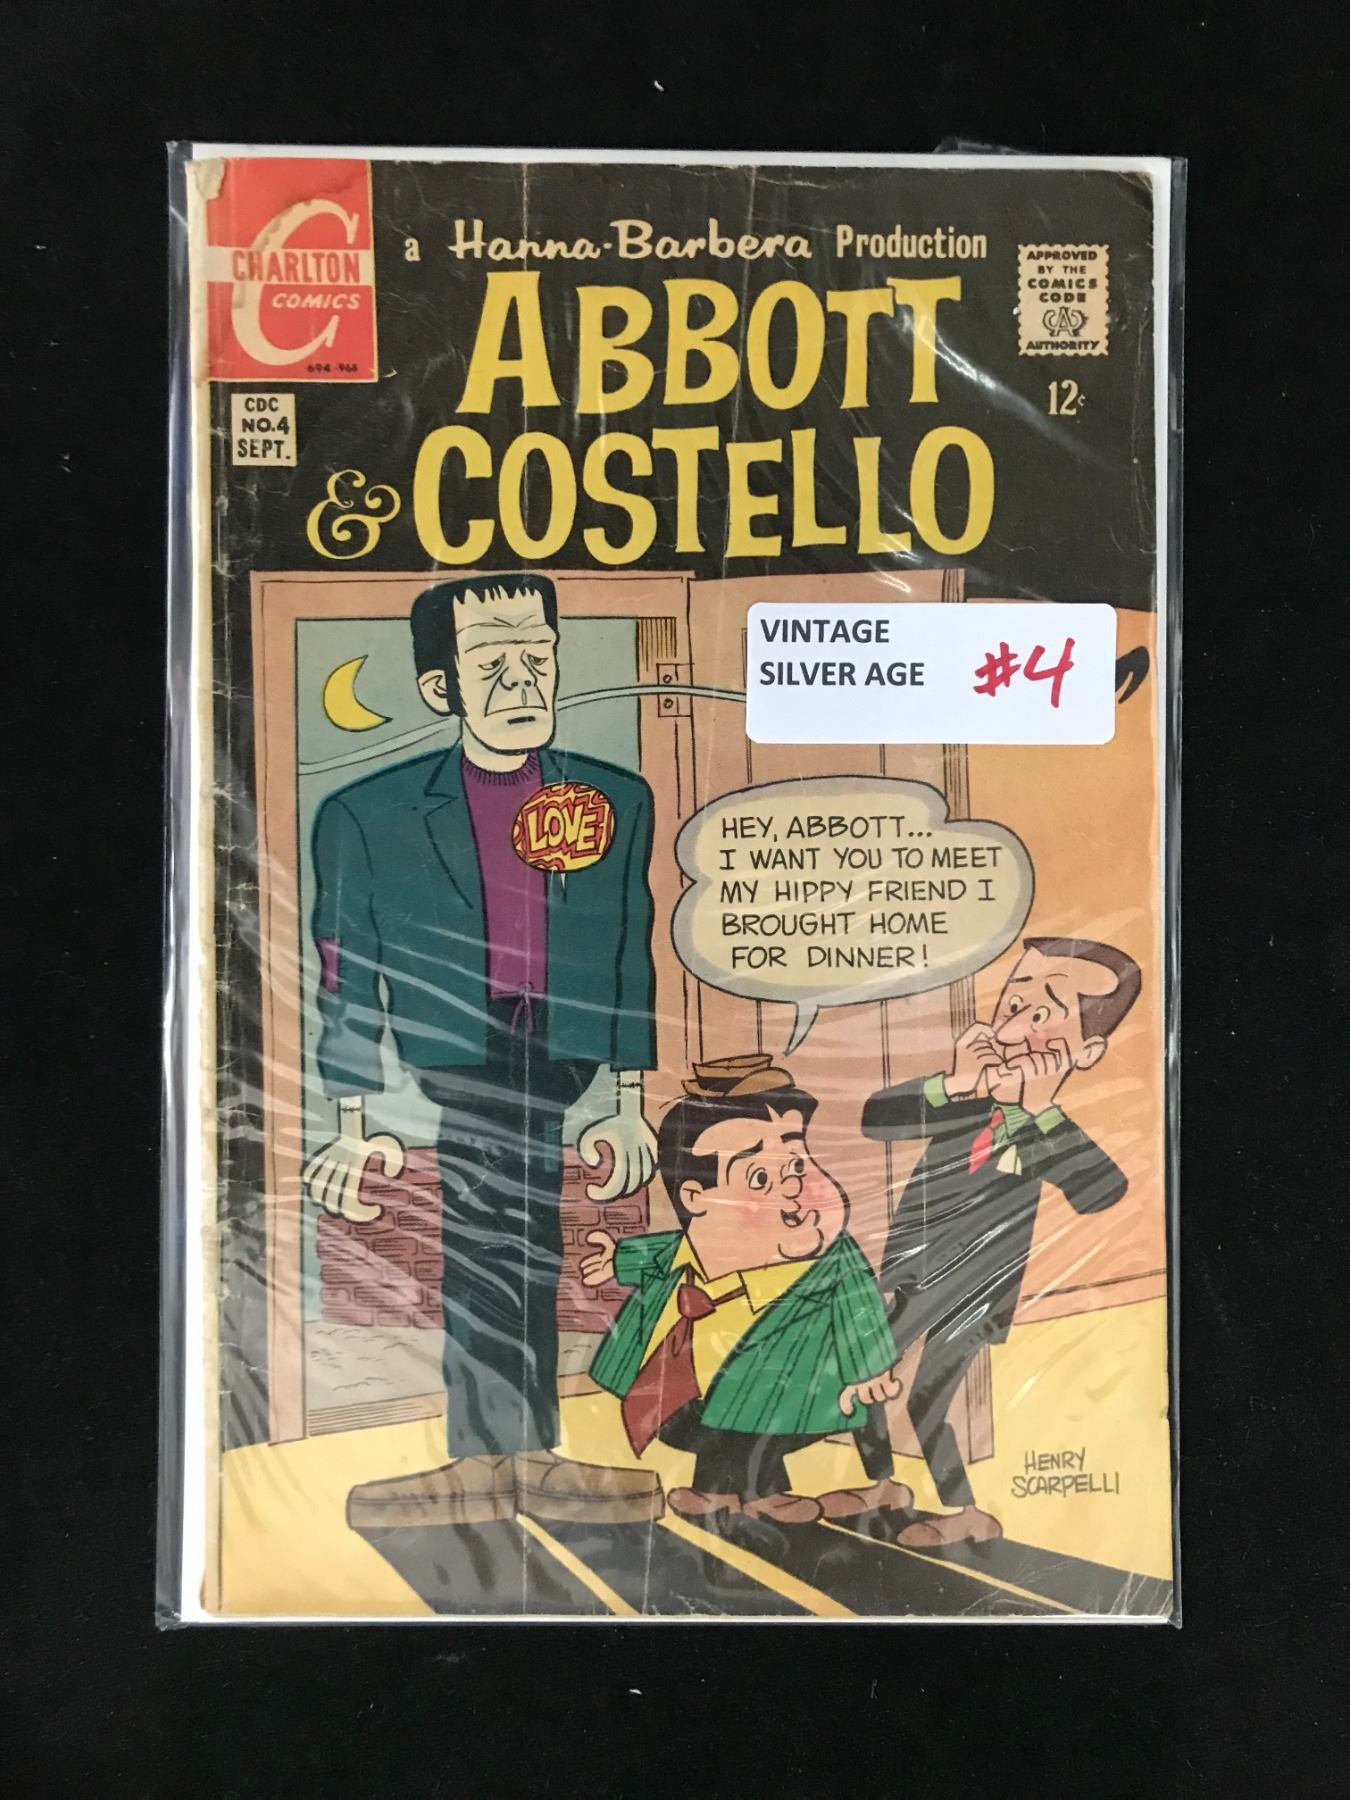 a Hanna-Barbera Production
CHARLTON
COMICS
694-968
APPROVED
BY THE
COMICS
CODE
CA
AUTHORITY
ABBOTT
12¢
CDC
NO.4
SEPT.
& COSTELLO
VINTAGE
SILVER AGE #4
LOVE
HEY, ABBOTT...
I WANT YOU TO MEET
MY HIPPY FRIEND I
BROUGHT HOME
FOR DINNER!
HENRY
SCARPELLI